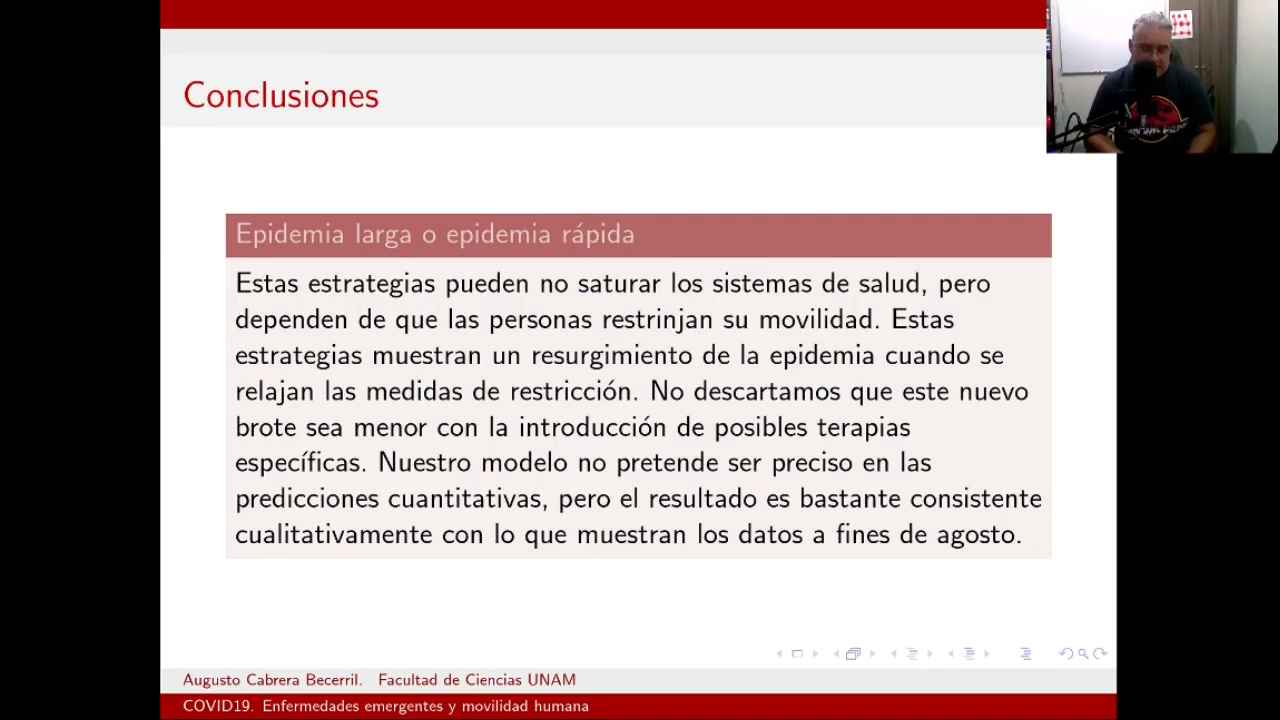 Conclusiones
Epidemia larga o epidemia rápida
Estas estrategias pueden no saturar los sistemas de salud, pero
dependen de que las personas restrinjan su movilidad. Estas
estrategias muestran un resurgimiento de la epidemia cuando se
relajan las medidas de restricción. No descartamos que este nuevo
brote sea menor con la introducción de posibles terapias
específicas. Nuestro modelo no pretende ser preciso en las
predicciones cuantitativas, pero el resultado es bastante consistente
cualitativamente con lo que muestran los datos a fines de agosto.
Augusto Cabrera Becerril. Facultad de Ciencias UNAM
COVID19. Enfermedades emergentes y movilidad humana